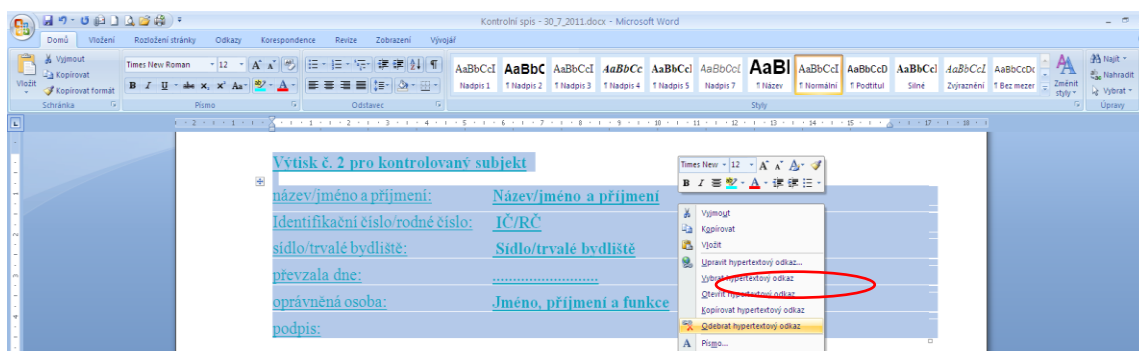 Kontrolní spis - 30_7_2011.docx - Microsoft Word
Domů Vložení Rozložení stránky Odkazy Korespondence Revize Zobrazení Vývojář
Vložit
Vyjmout
Kopírovat
Kopírovat formát
Schránka
Times New Roman 12
Písmo
Odstavec
AaBbCcI AaBbC AaBbCcI AaBbCc AaBbCcI AaBbCcI AaBI AaBbCcI AaBbCcD AaBbCcI AaBbCcI AaBbCcDc
Nadpis 1 ¶ Nadpis 2 ¶ Nadpis 3 ¶ Nadpis 4 ¶ Nadpis 5 Nadpis 7 ¶ Název ¶ Normální ¶ Podtitul Silné Zvýraznění ¶ Bez mezer
Změnit styly
Styly
Najít
Nahradit
Vybrat
Úpravy
Výtisk č. 2 pro kontrolovaný subjekt
název/jméno a příjmení: Název/jméno a příjmení
Identifikační číslo/rodné číslo: IČ/RČ
sídlo/trvalé bydliště: Sídlo/trvalé bydliště
převzala dne: .........................
oprávněná osoba: Jméno, příjmení a funkce
podpis:
Times New 12
Vyjmout
Kopírovat
Vložit
Upravit hypertextový odkaz...
Vybrat hypertextový odkaz
Otevřít hypertextový odkaz
Kopírovat hypertextový odkaz
Odebrat hypertextový odkaz
Písmo...